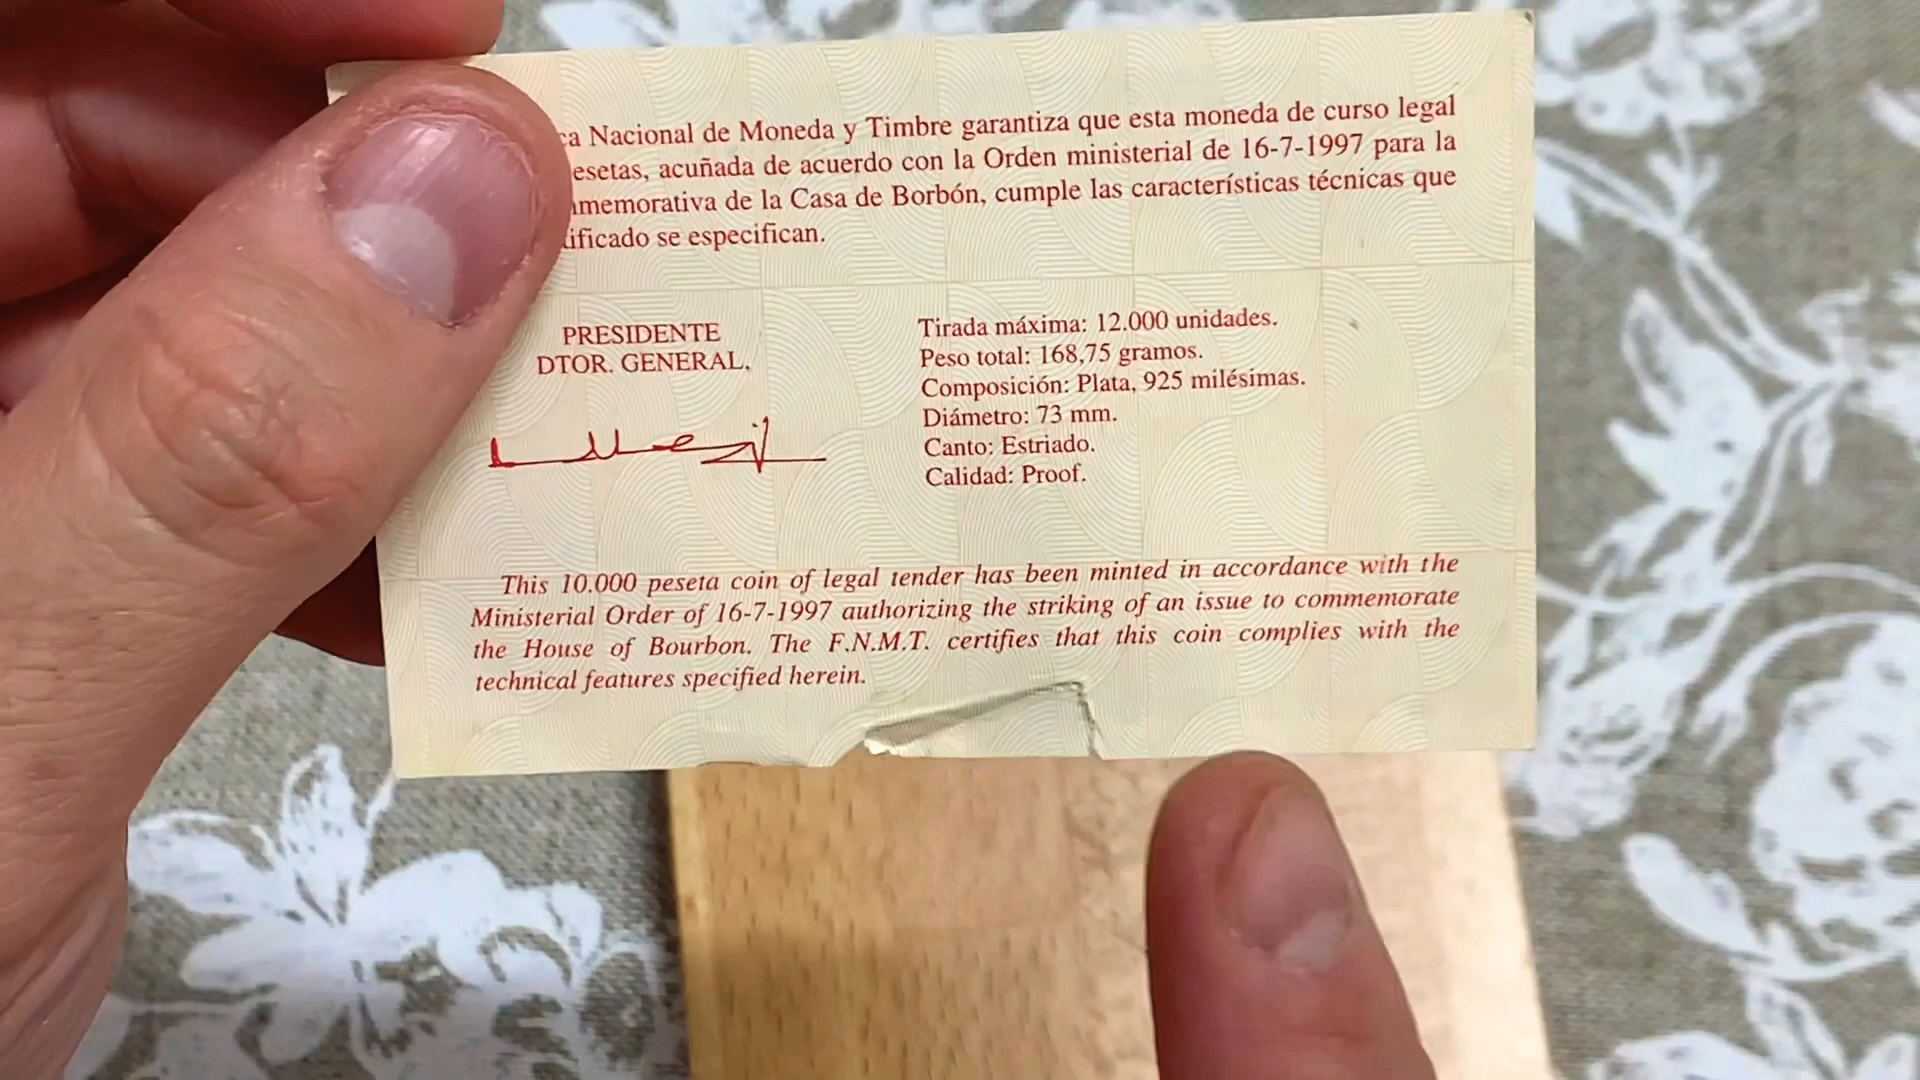 Nacional de Moneda y Timbre garantiza que esta moneda de curso legal
acuñada de acuerdo con la Orden ministerial de 16-7-1997 para la
de la Casa de Borbón, cumple las características técnicas que
se especifican.
PRESIDENTE
DTOR. GENERAL,
Tirada máxima: 12.000 unidades.
Peso total: 168,75 gramos.
Composición: Plata, 925 milésimas.
Diámetro: 73 mm.
Canto: Estriado.
Calidad: Proof.
This 10.000 peseta coin of legal tender has been minted in accordance with the
Ministerial Order of 16-7-1997 authorizing the striking of an issue to commemorate
the House of Bourbon. The F.N.M.T. certifies that this coin complies with the
technical features specified herein.